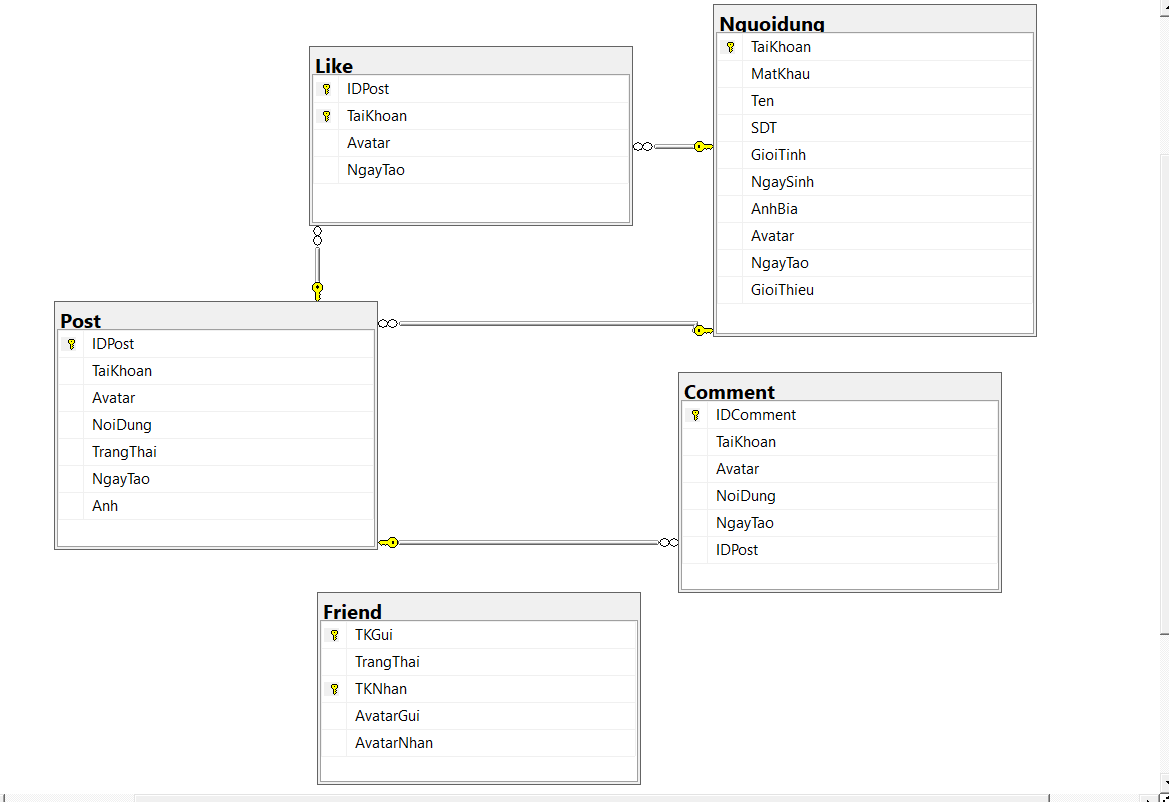 Nguoidung
TaiKhoan
MatKhau
Ten
SDT
GioiTinh
NgaySinh
AnhBia
Avatar
NgayTao
GioiThieu
Like
IDPost
TaiKhoan
Avatar
NgayTao
Post
IDPost
TaiKhoan
Avatar
NoiDung
TrangThai
NgayTao
Anh
Comment
IDComment
TaiKhoan
Avatar
NoiDung
NgayTao
IDPost
Friend
TKGui
TrangThai
TKNhan
AvatarGui
AvatarNhan